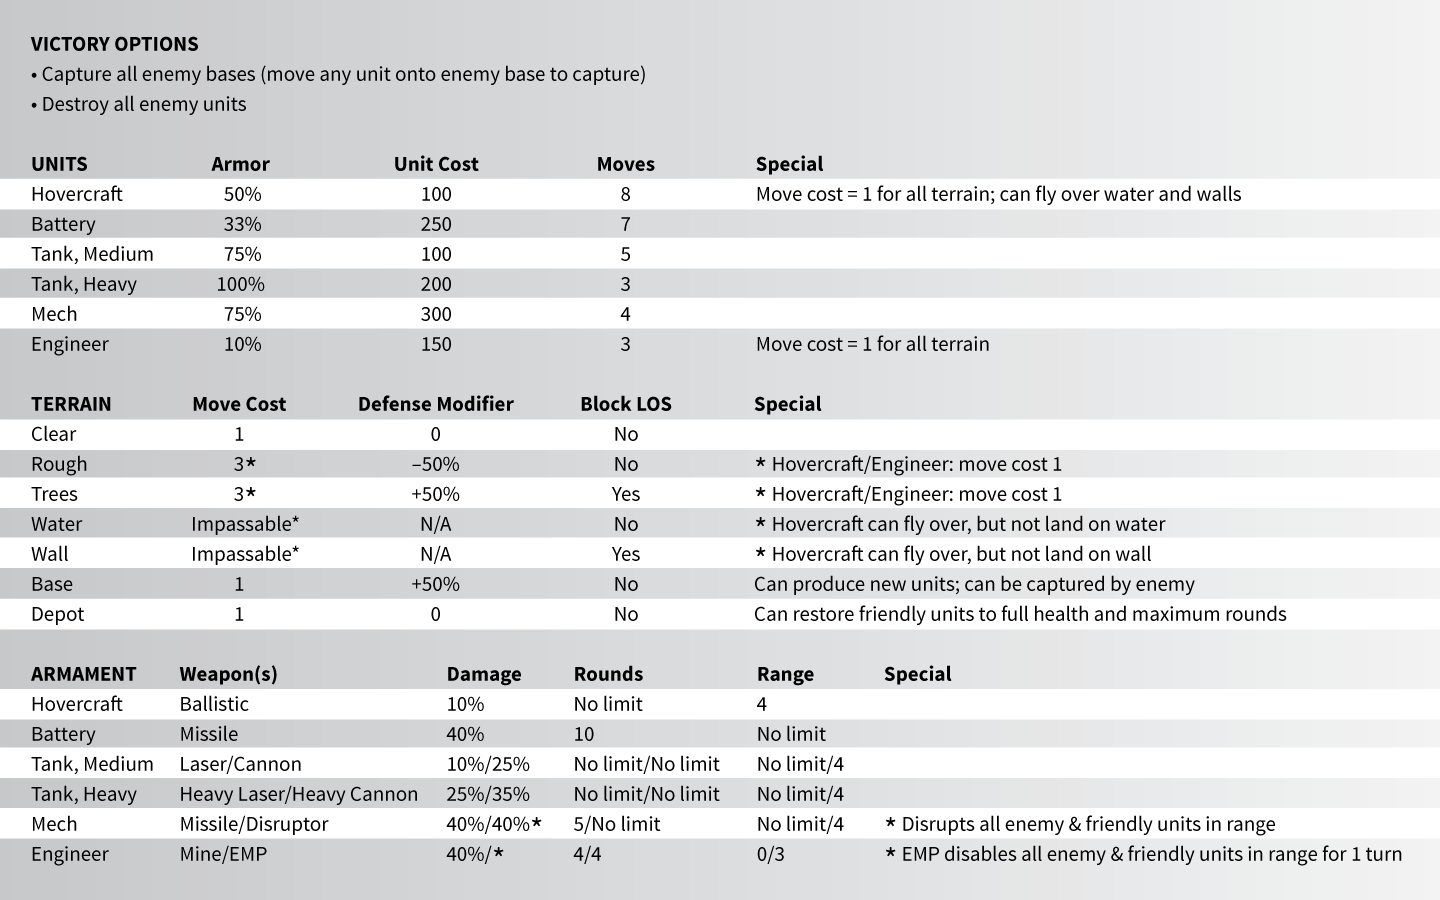 VICTORY OPTIONS
• Capture all enemy bases (move any unit onto enemy base to capture)
• Destroy all enemy units
UNITS Armor Unit Cost Moves Special
Hovercraft 50% 100 8 Move cost = 1 for all terrain; can fly over water and walls
Battery 33% 250 7
Tank, Medium 75% 100 5
Tank, Heavy 100% 200 3
Mech 75% 300 4
Engineer 10% 150 3 Move cost = 1 for all terrain
TERRAIN Move Cost Defense Modifier Block LOS Special
Clear 1 0 No
Rough 3* –50% No * Hovercraft/Engineer: move cost 1
Trees 3* +50% Yes * Hovercraft/Engineer: move cost 1
Water Impassable* N/A No * Hovercraft can fly over, but not land on water
Wall Impassable* N/A Yes * Hovercraft can fly over, but not land on wall
Base 1 +50% No Can produce new units; can be captured by enemy
Depot 1 0 No Can restore friendly units to full health and maximum rounds
ARMAMENT Weapon(s) Damage Rounds Range Special
Hovercraft Ballistic 10% No limit 4
Battery Missile 40% 10 No limit
Tank, Medium Laser/Cannon 10%/25% No limit/No limit No limit/4
Tank, Heavy Heavy Laser/Heavy Cannon 25%/35% No limit/No limit No limit/4
Mech Missile/Disruptor 40%/40%* 5/No limit No limit/4 * Disrupts all enemy & friendly units in range
Engineer Mine/EMP 40%/* 4/4 0/3 * EMP disables all enemy & friendly units in range for 1 turn